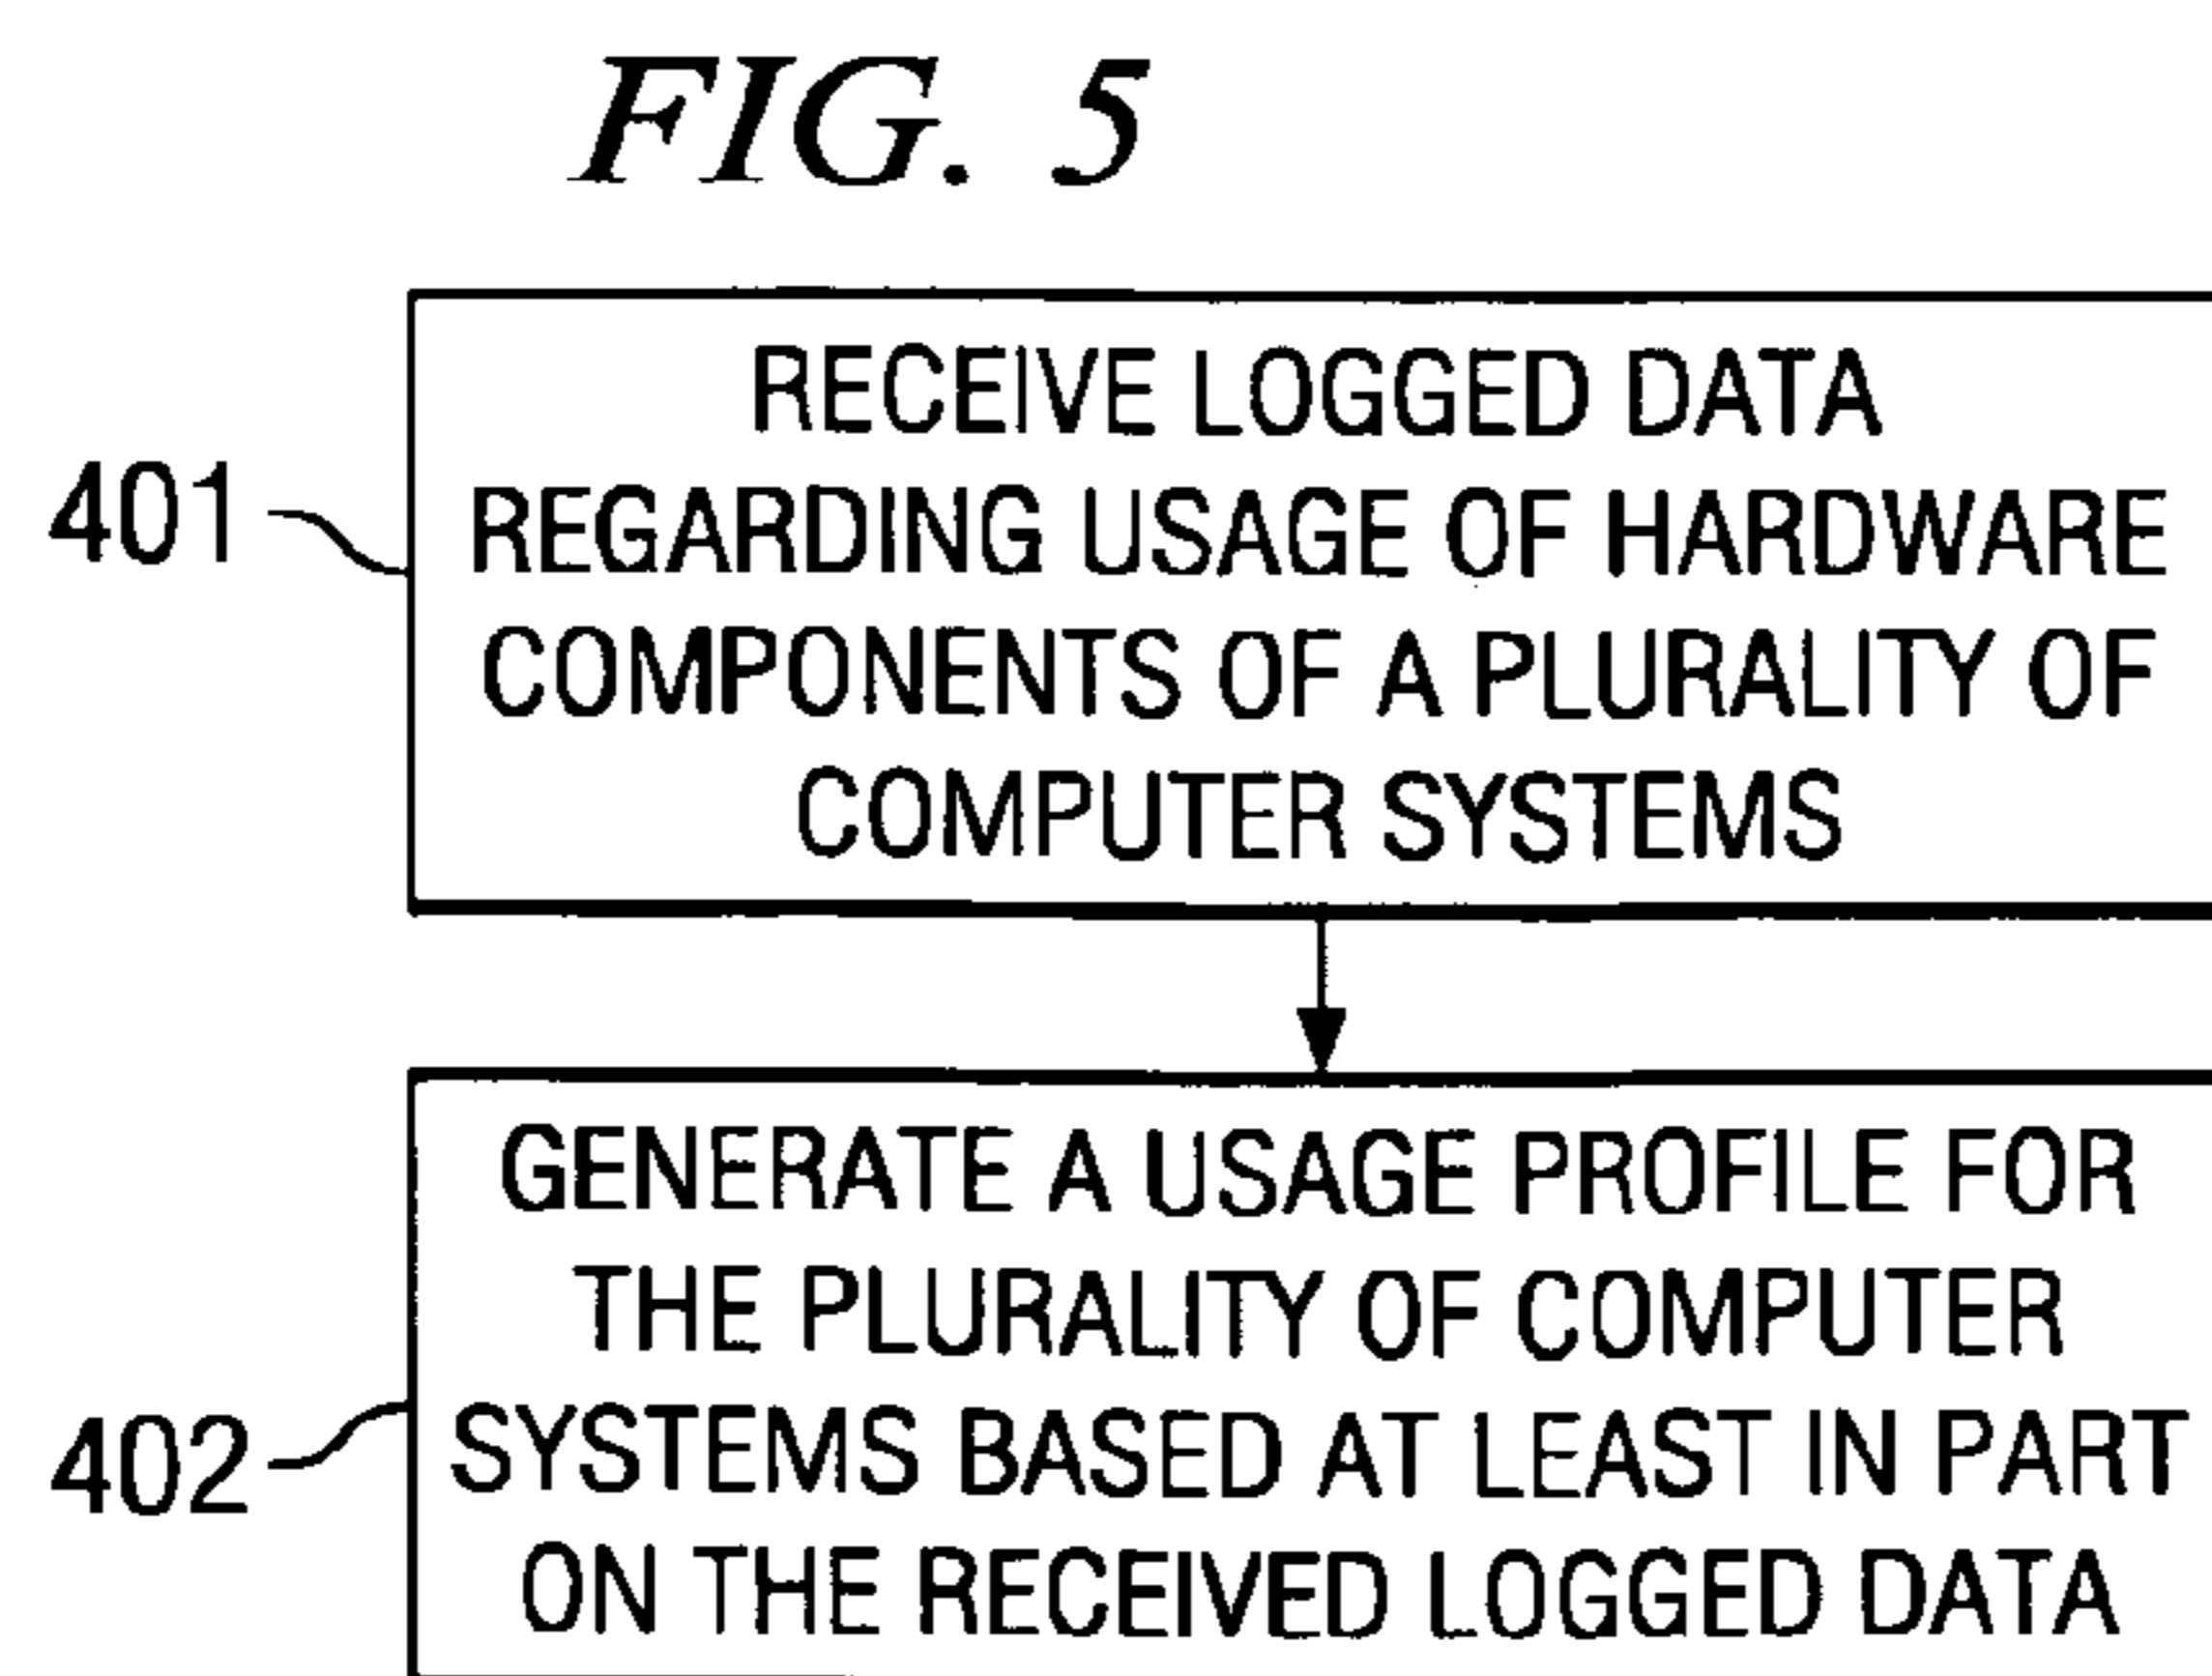 FIG. 5
RECEIVE LOGGED DATA
401
REGARDING USAGE OF HARDWARE
COMPONENTS OF A PLURALITY OF
COMPUTER SYSTEMS
GENERATE A USAGE PROFILE FOR
THE PLURALITY OF COMPUTER
402
SYSTEMS BASED AT LEAST IN PART
ON THE RECEIVED LOGGED DATA